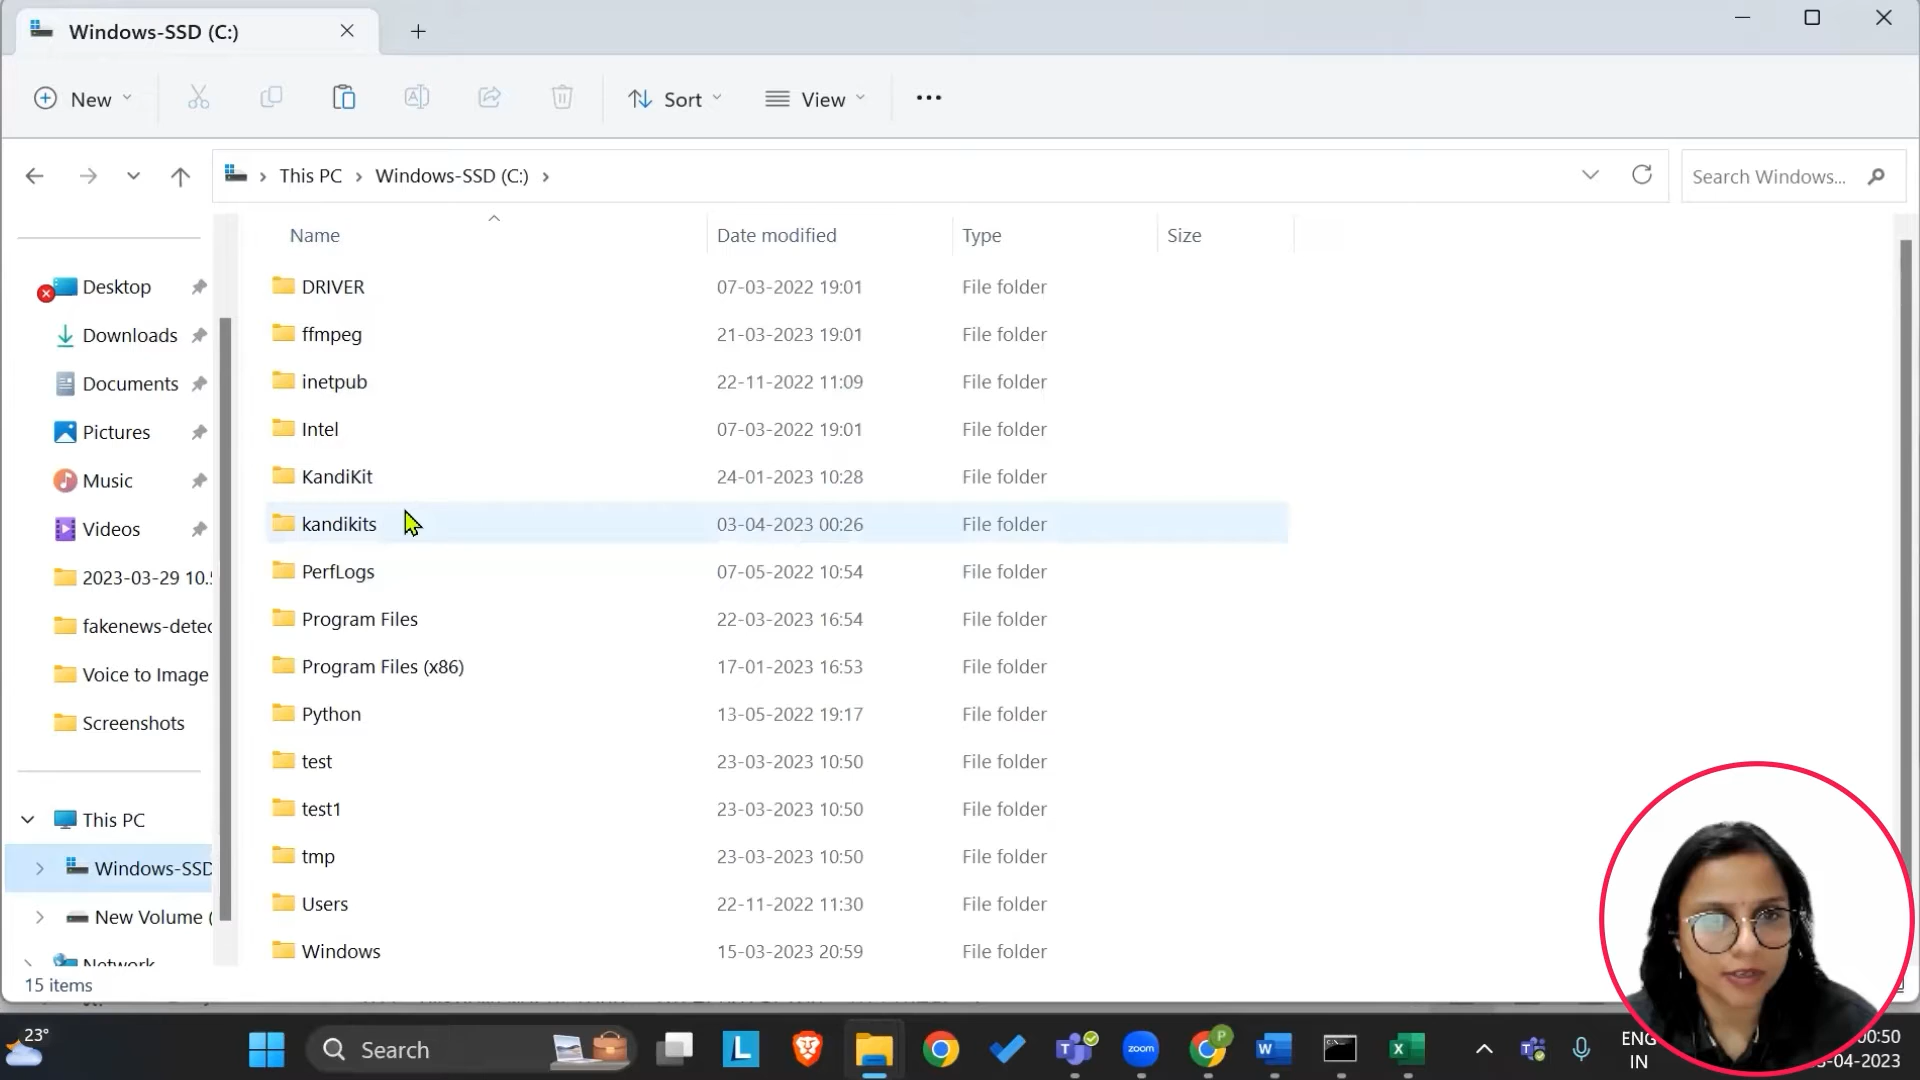 Windows-SSD (C:)
New
Sort
View
This PC > Windows-SSD (C:) >
Search Windows...
Name
Date modified
Type
Size
Desktop
Downloads
Documents
Pictures
Music
Videos
2023-03-29 10.5
fakenews-detec
Voice to Image
Screenshots
This PC
Windows-SSD
New Volume (
Network
DRIVER 07-03-2022 19:01 File folder
ffmpeg 21-03-2023 19:01 File folder
inetpub 22-11-2022 11:09 File folder
Intel 07-03-2022 19:01 File folder
KandiKit 24-01-2023 10:28 File folder
kandikits 03-04-2023 00:26 File folder
PerfLogs 07-05-2022 10:54 File folder
Program Files 22-03-2023 16:54 File folder
Program Files (x86) 17-01-2023 16:53 File folder
Python 13-05-2022 19:17 File folder
test 23-03-2023 10:50 File folder
test1 23-03-2023 10:50 File folder
tmp 23-03-2023 10:50 File folder
Users 22-11-2022 11:30 File folder
Windows 15-03-2023 20:59 File folder
15 items
23°
Search
L
zoom
ENG
IN
00:50
-04-2023